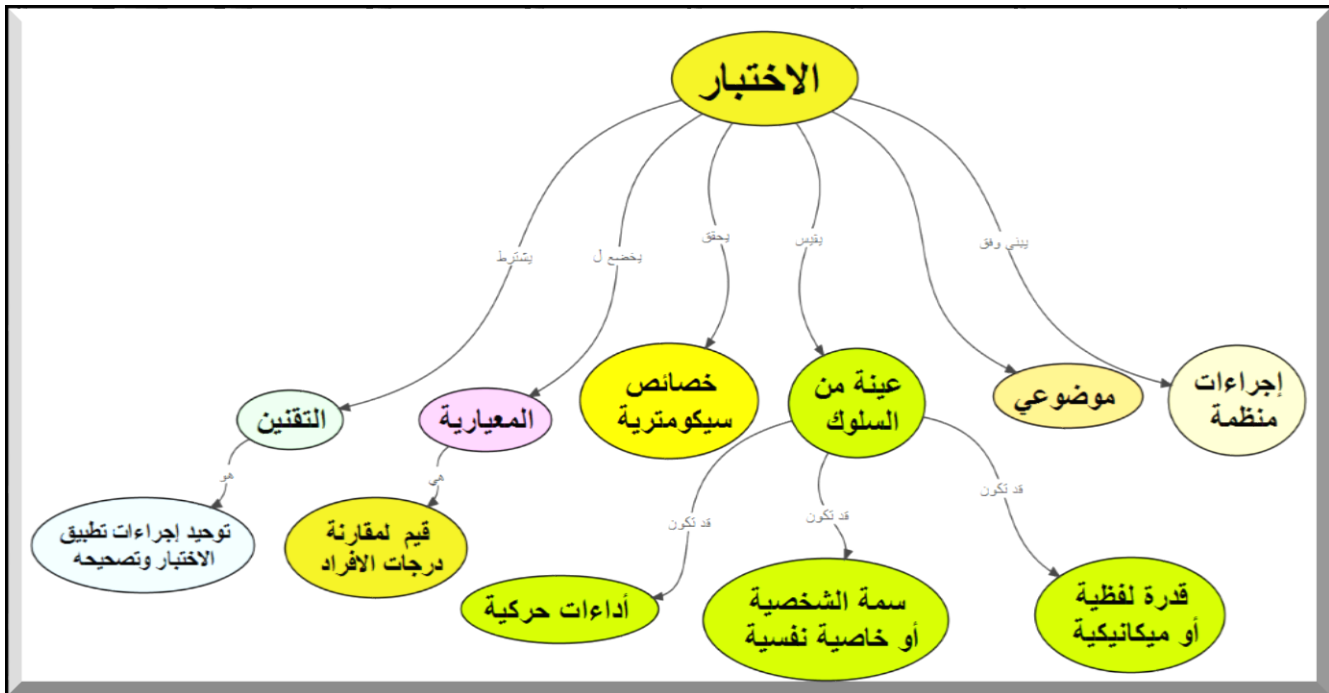 الاختبار
يبنى وفق
يقيس
يحقق
يخضع ل
يشترط
إجراءات
منظمة
موضوعي
عينة من
السلوك
خصائص
سيكومترية
المعيارية
التقنين
قد تكون
قد تكون
قد تكون
هي
هو
قدرة لفظية
أو ميكانيكية
سمة الشخصية
أو خاصية نفسية
أداءات حركية
قيم لمقارنة
درجات الافراد
توحيد إجراءات تطبيق
الاختبار وتصحيحه